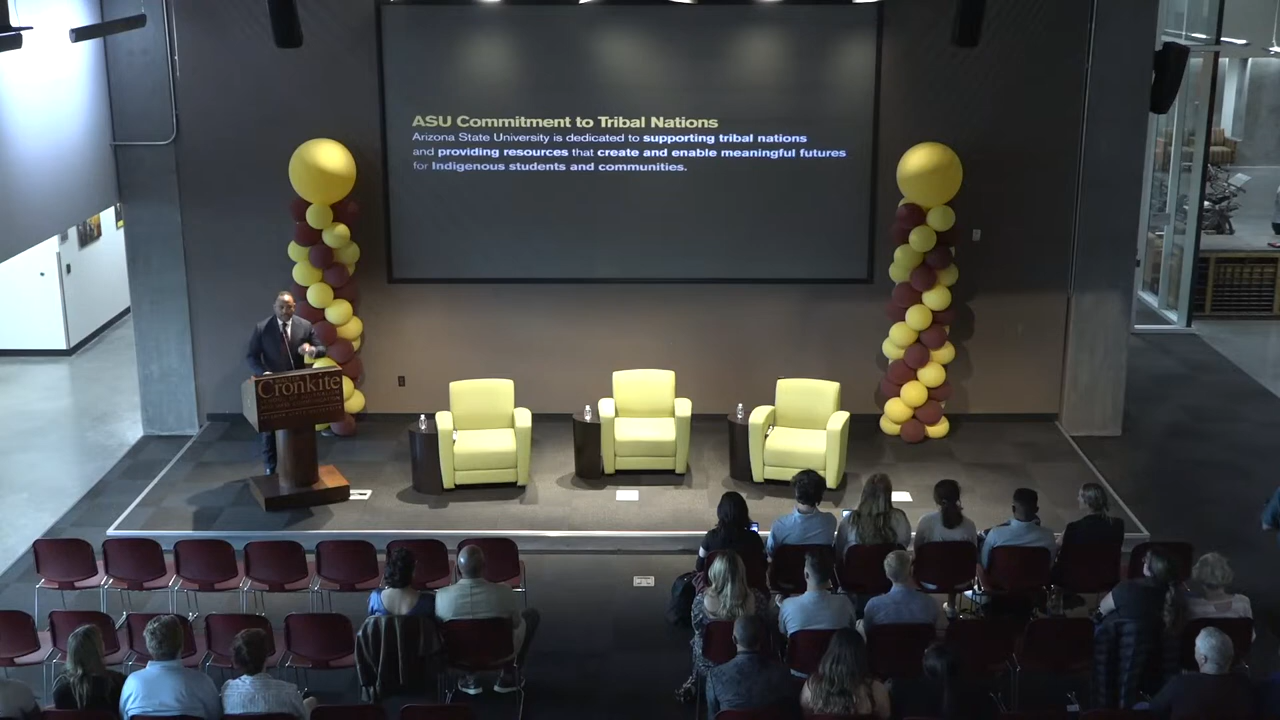 ASU Commitment to Tribal Nations
Arizona State University is dedicated to supporting tribal nations
and providing resources that create and enable meaningful futures
for Indigenous students and communities.
Cronkite